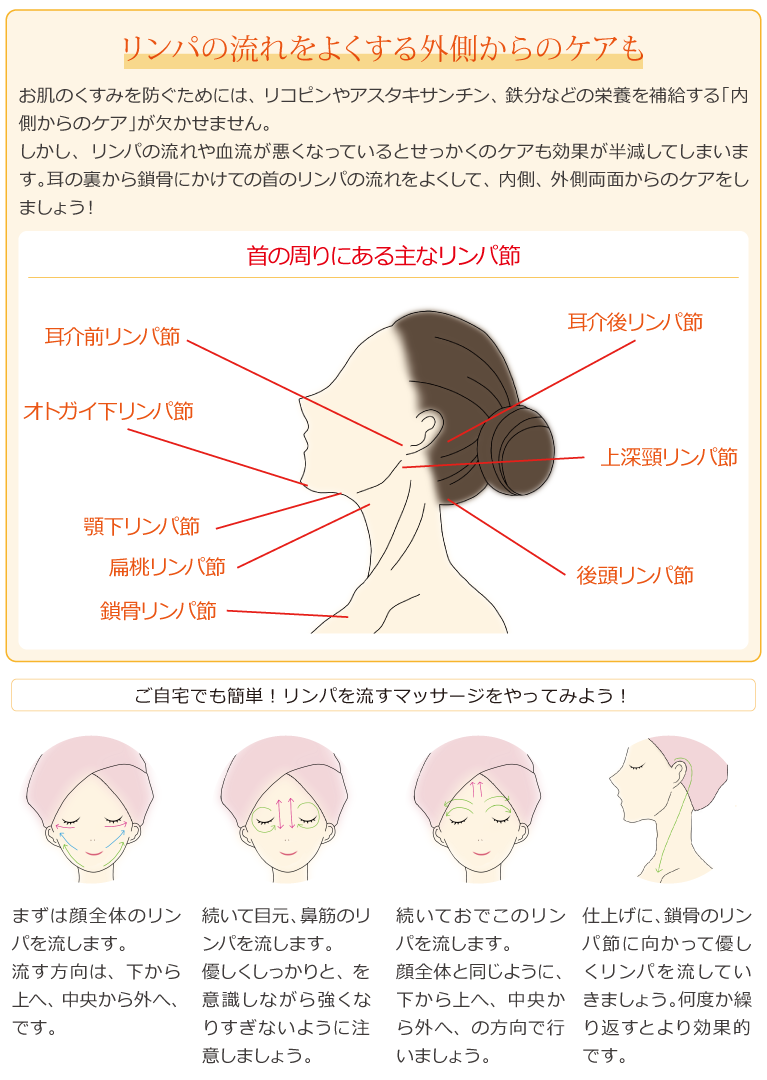 リンパの流れをよくする外側からのケアも
お肌のくすみを防ぐためには、リコピンやアスタキサンチン、鉄分などの栄養を補給する「内
側からのケア」が欠かせません。
しかし、リンパの流れや血流が悪くなっているとせっかくのケアも効果が半減してしまいま
す。耳の裏から鎖骨にかけての首のリンパの流れをよくして、内側、外側両面からのケアをし
ましょう！
首の周りにある主なリンパ節
耳介前リンパ節
耳介後リンパ節
オトガイ下リンパ節
上深頸リンパ節
顎下リンパ節
扁桃リンパ節
後頭リンパ節
鎖骨リンパ節
ご自宅でも簡単！リンパを流すマッサージをやってみよう！
まずは顔全体のリン
パを流します。
流す方向は、下から
上へ、中央から外へ、
です。
続いて目元、鼻筋のリ
ンパを流します。
優しくしっかりと、を
意識しながら強くな
りすぎないように注
意しましょう。
続いておでこのリン
パを流します。
顔全体と同じように、
下から上へ、中央か
ら外へ、の方向で行
いましょう。
仕上げに、鎖骨のリン
パ節に向かって優し
くリンパを流してい
きましょう。何度か繰
り返すとより効果的
です。